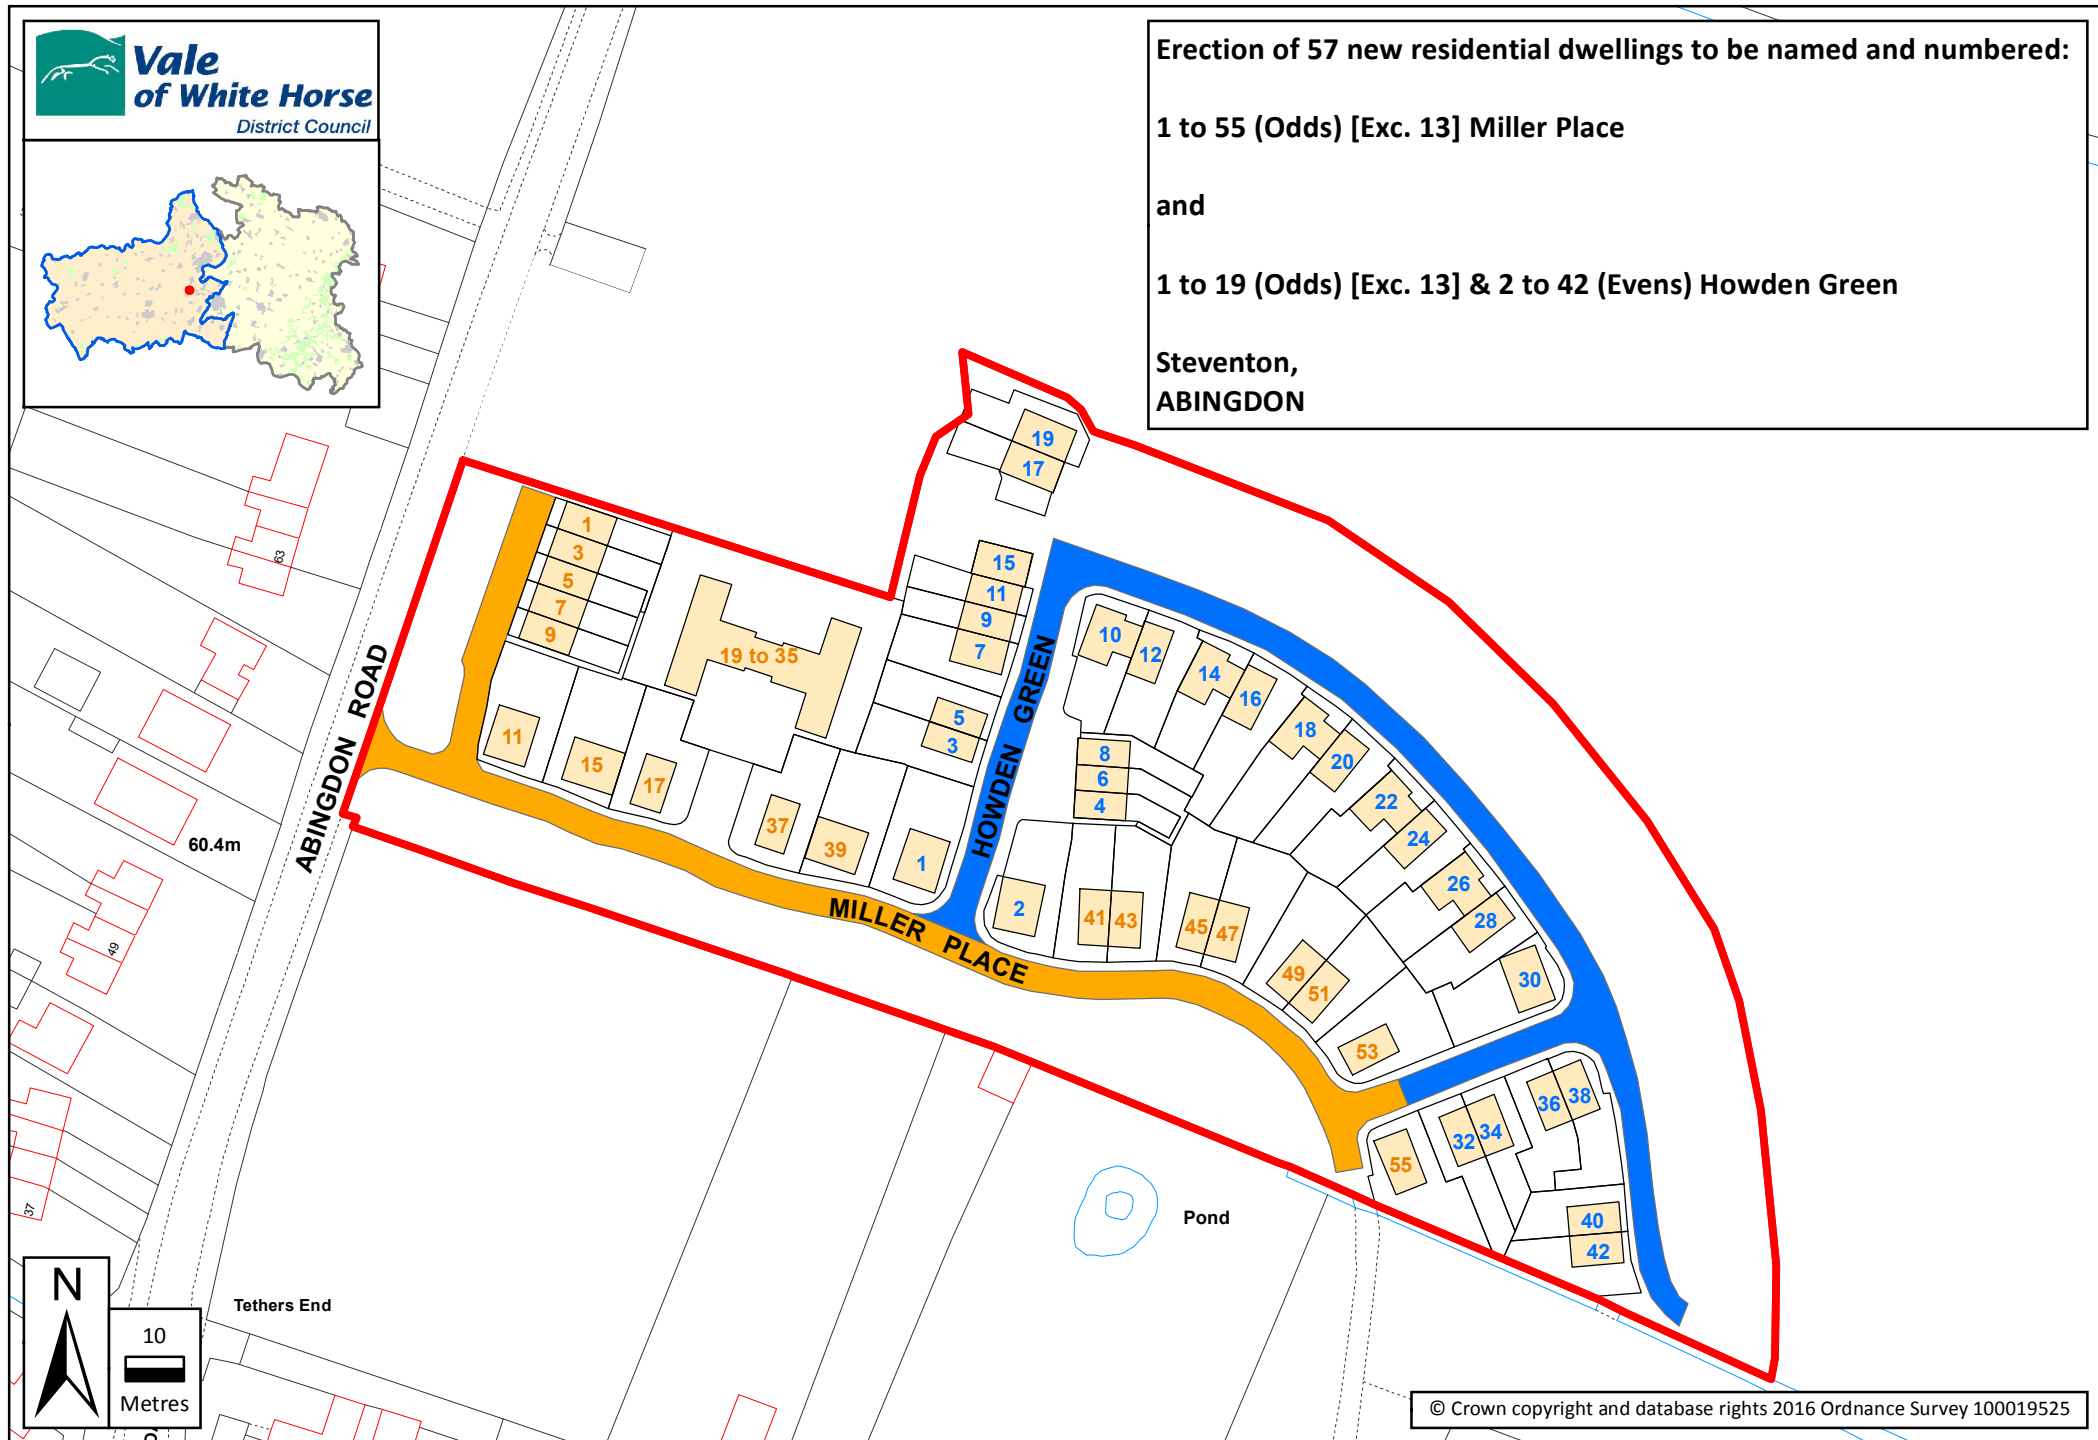 Vale
of White Horse
District Council
Erection of 57 new residential dwellings to be named and numbered:
1 to 55 (Odds) [Exc. 13] Miller Place
and
1 to 19 (Odds) [Exc. 13] & 2 to 42 (Evens) Howden Green
Steventon,
ABINGDON
19
17
1
3
5
7
9
15
11
9
7
5
3
63
19 to 35
10
12
14
16
18
20
22
24
26
28
30
8
6
4
ABINGDON ROAD
HOWDEN GREEN
11
15
17
37
39
1
2
41
43
45
47
49
51
53
MILLER PLACE
60.4m
49
37
55
32
34
36
38
40
42
Pond
Tethers End
N
10
Metres
© Crown copyright and database rights 2016 Ordnance Survey 100019525